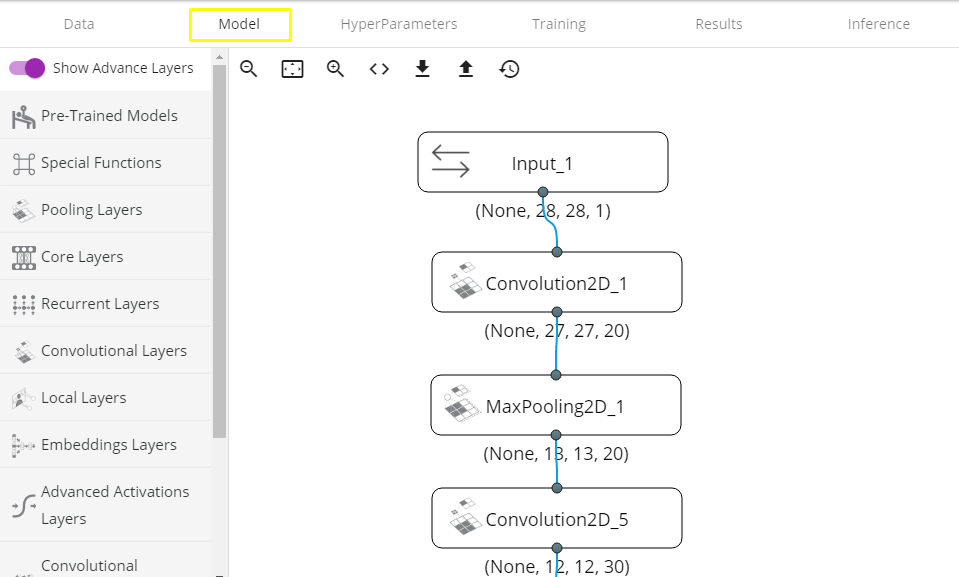 Data
Model
HyperParameters
Training
Results
Inference
Show Advance Layers
Pre-Trained Models
Special Functions
Pooling Layers
Core Layers
Recurrent Layers
Convolutional Layers
Local Layers
Embeddings Layers
Advanced Activations
Layers
Convolutional
Input_1
(None, 28, 28, 1)
Convolution2D_1
(None, 27, 27, 20)
MaxPooling2D_1
(None, 13, 13, 20)
Convolution2D_5
(None, 12, 12, 30)